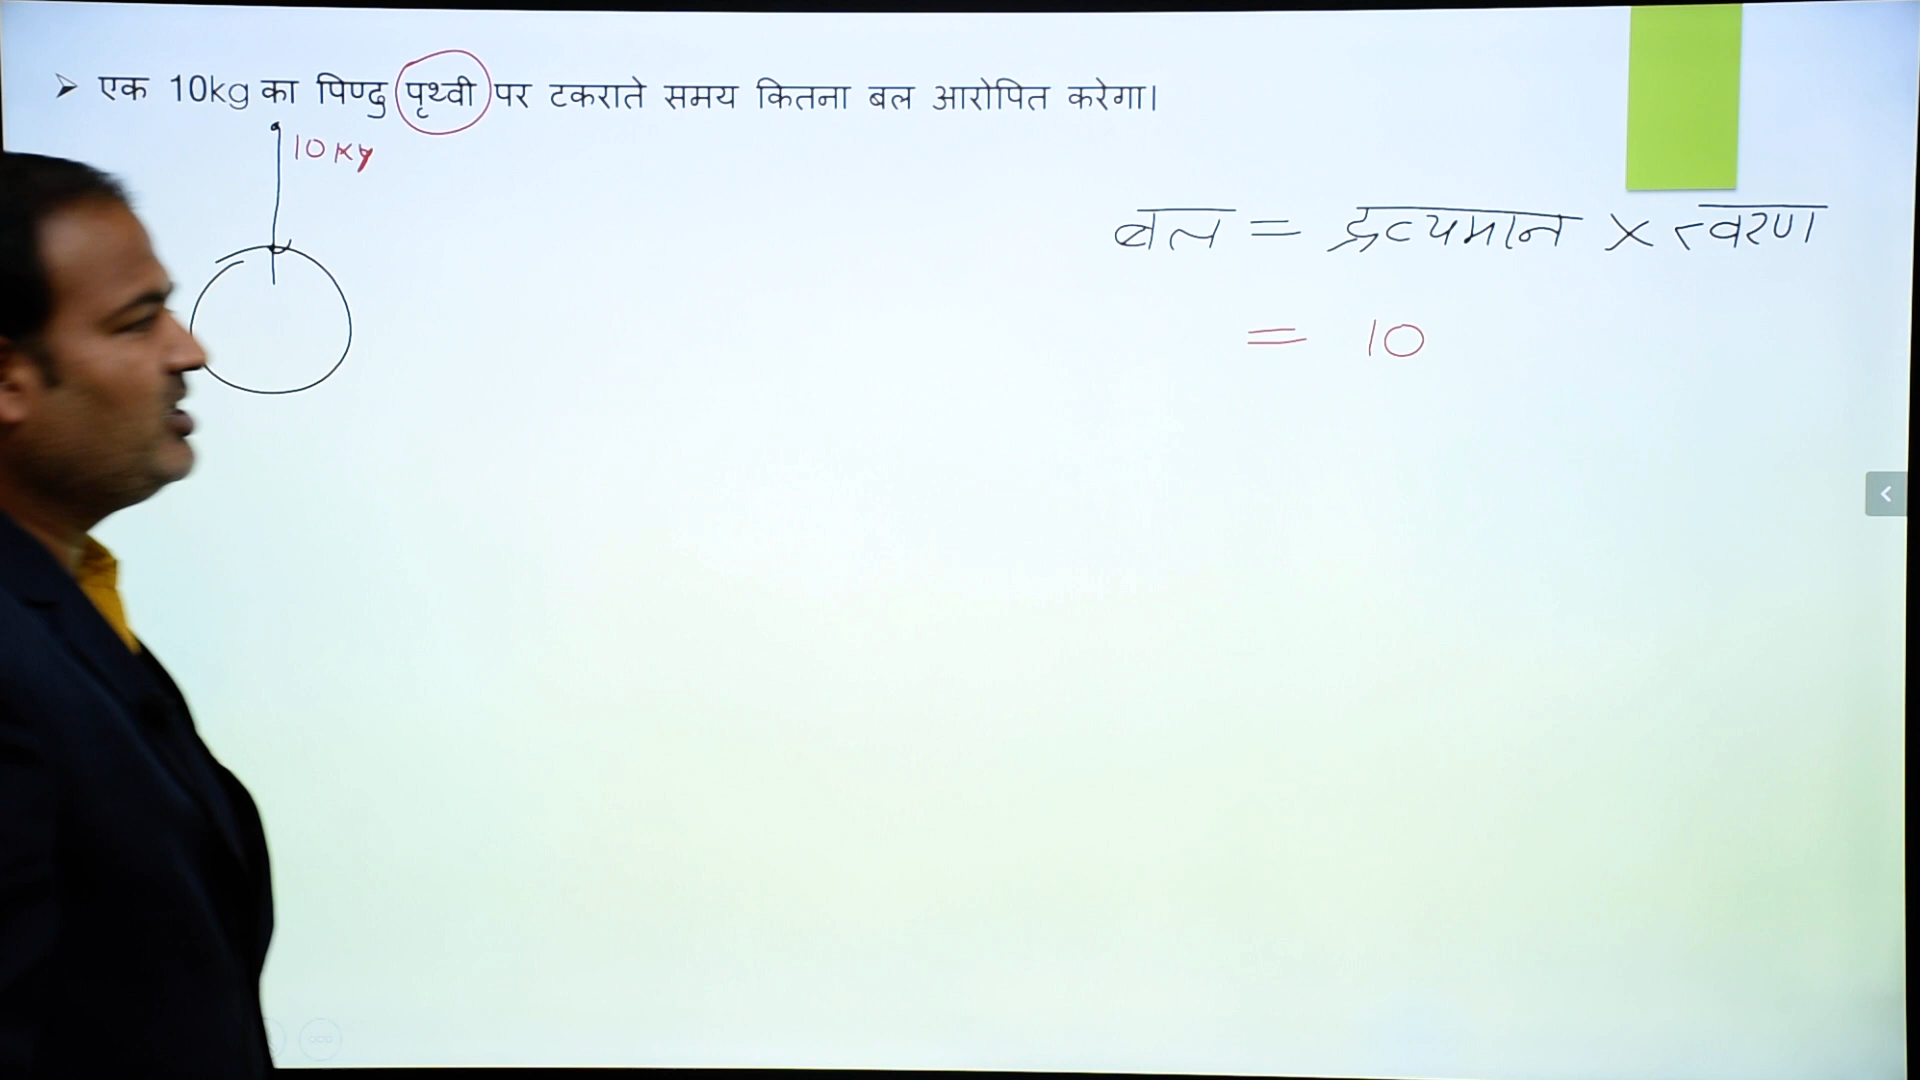 ➤ एक 10kg का पिण्ड पृथ्वी पर टकराते समय कितना बल आरोपित करेगा।
10 Kg
बल = द्रव्यमान × त्वरण
= 10